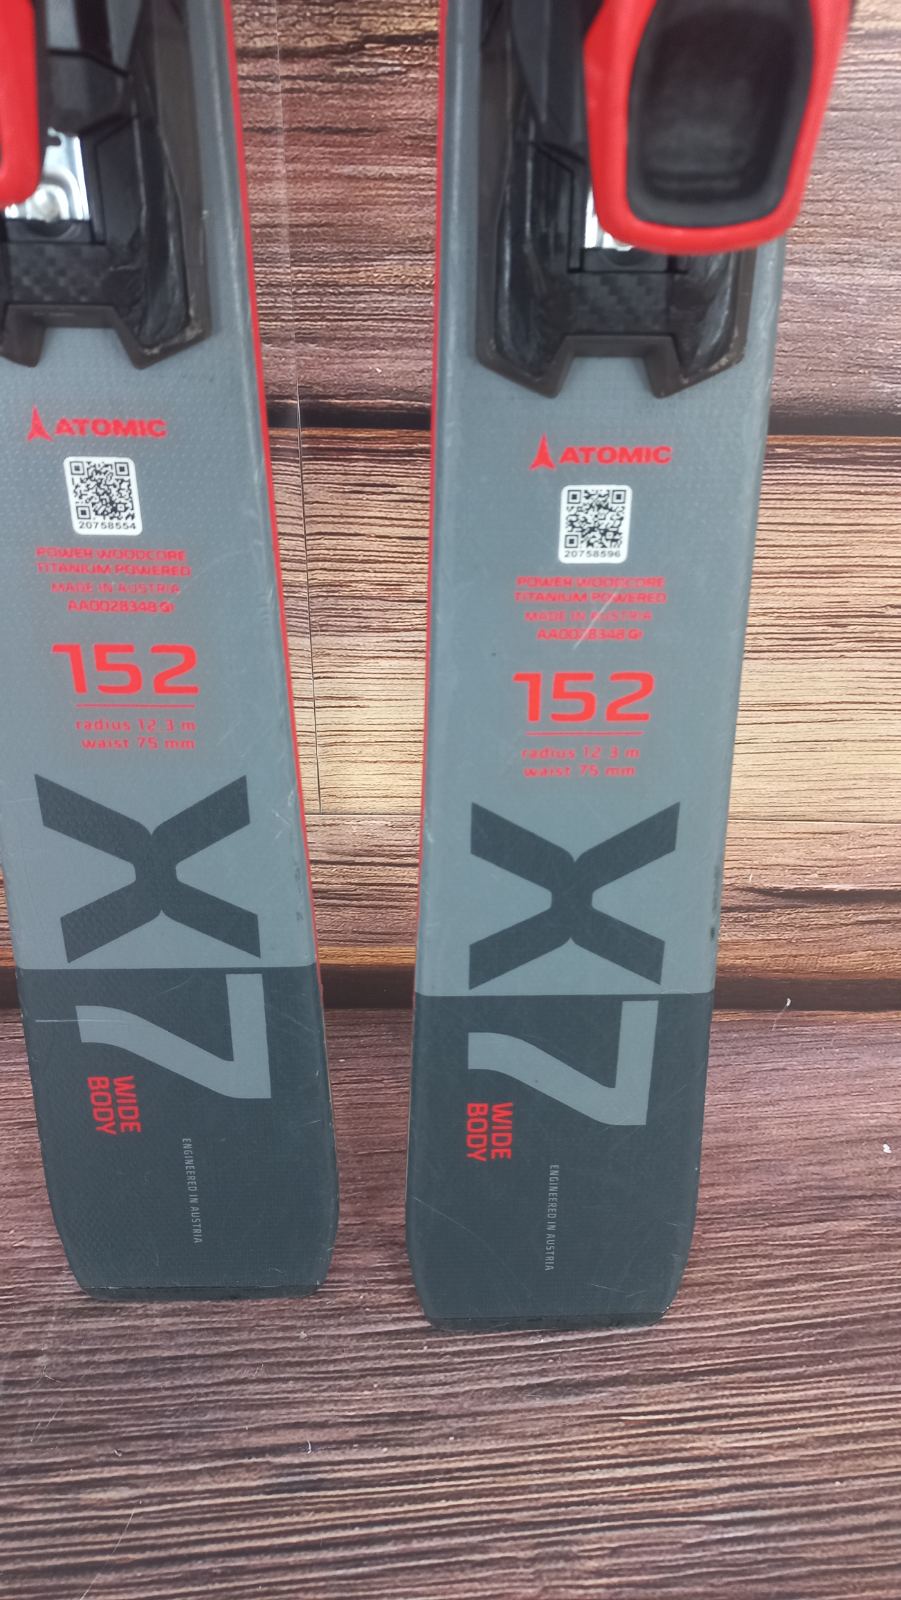 ATOMIC
20758554
POWER WOODCORE
TITANIUM POWERED
MADE IN AUSTRIA
AA0028348 GI
152
radius 12.3 m
waist 75 mm
X7
WIDE
BODY
ENGINEERED IN AUSTRIA
ATOMIC
20758596
POWER WOODCORE
TITANIUM POWERED
MADE IN AUSTRIA
AA0028348 GI
152
radius 12.3 m
waist 75 mm
X7
WIDE
BODY
ENGINEERED IN AUSTRIA